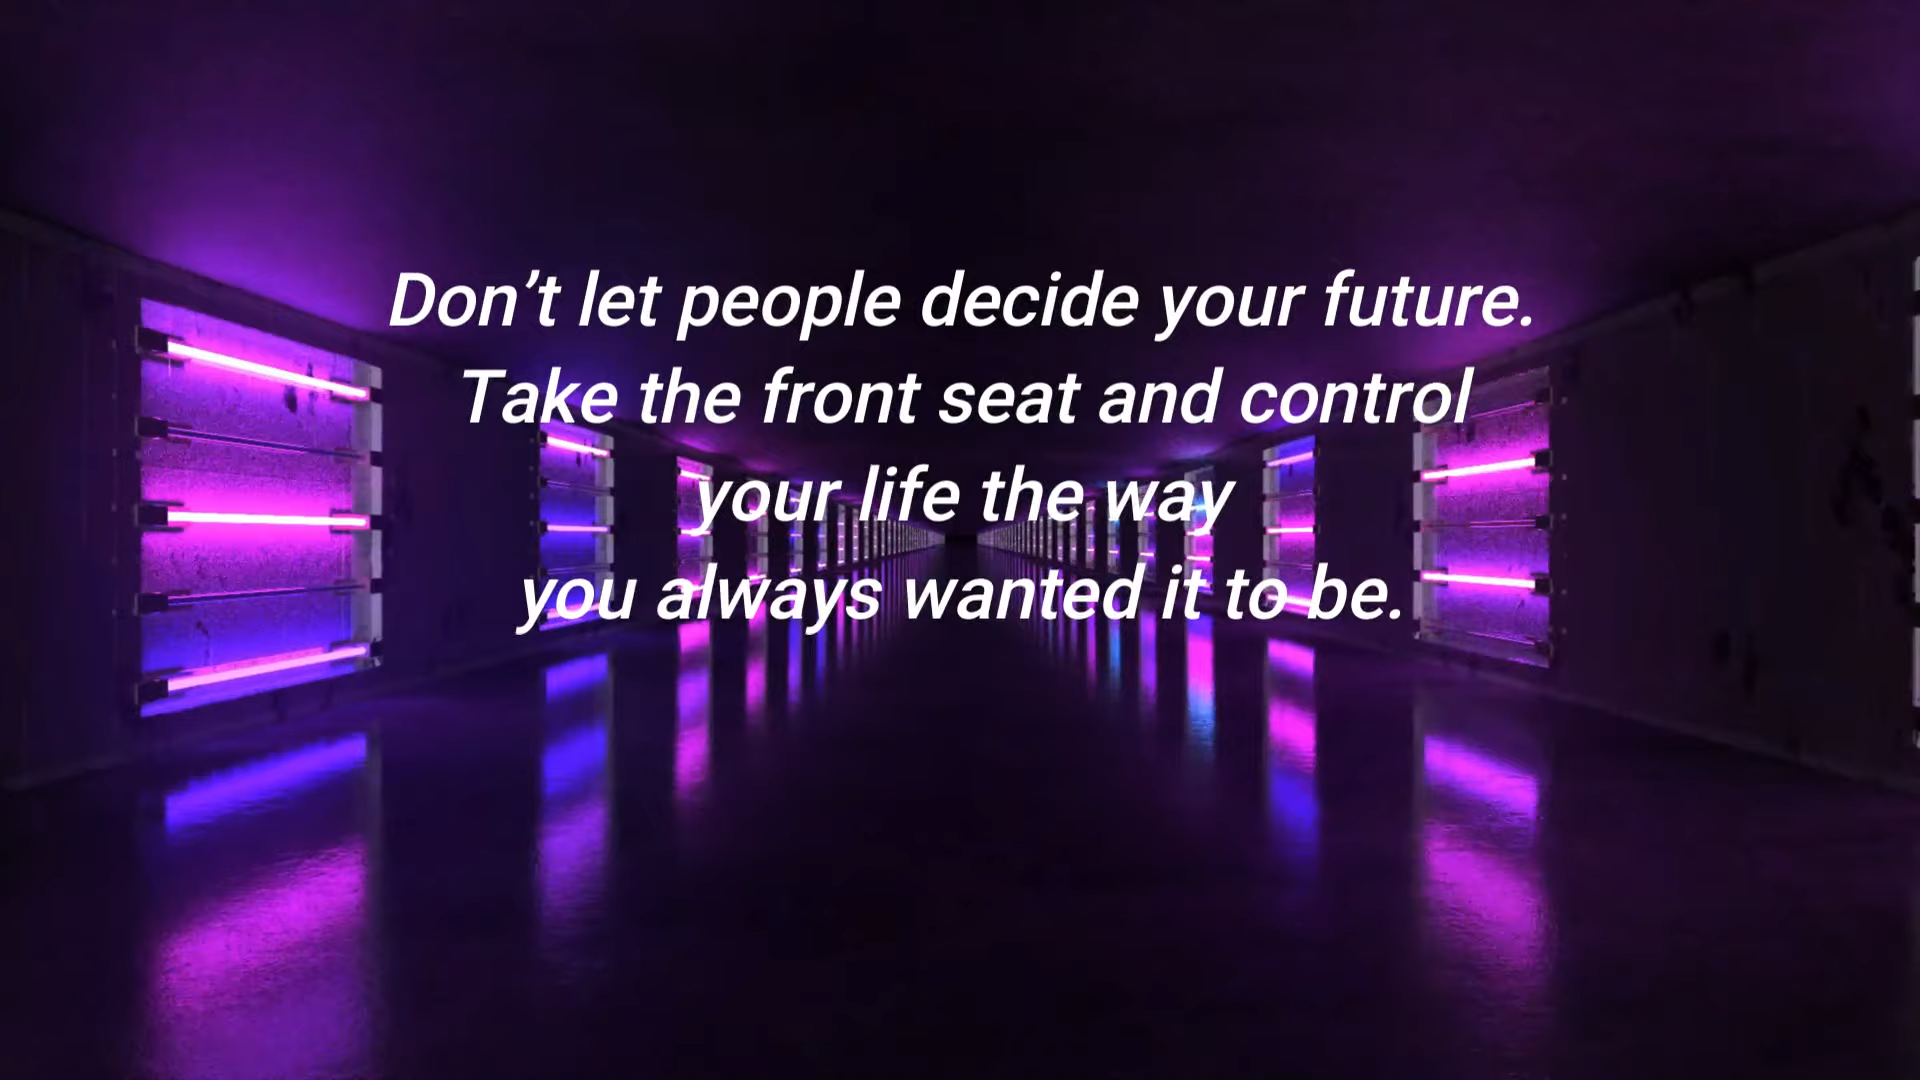 Don’t let people decide your future.
Take the front seat and control
your life the way
you always wanted it to be.